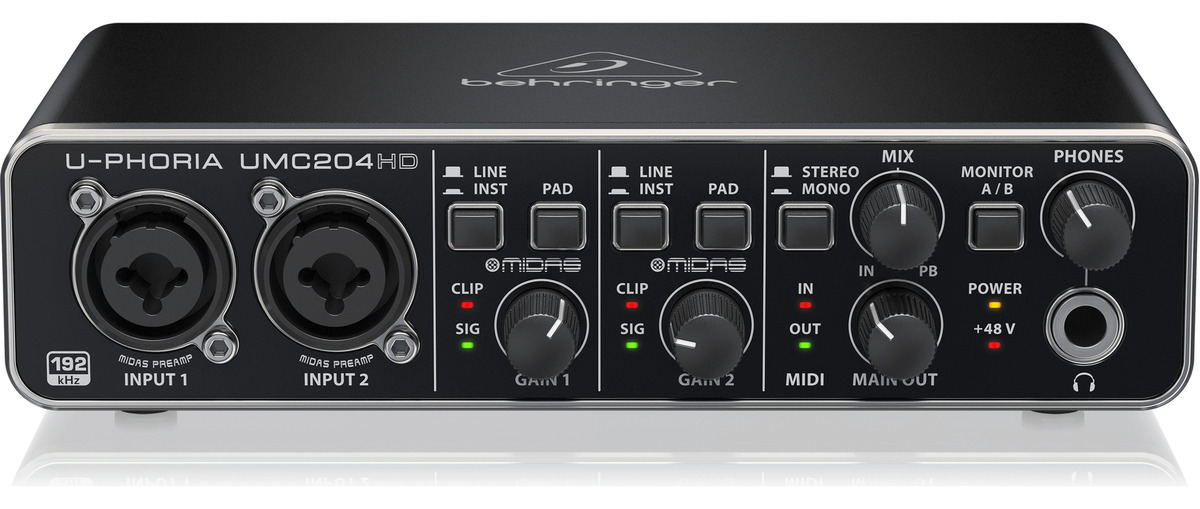 behringer
U-PHORIA UMC204HD
192
kHz
MIDAS PREAMP
INPUT 1
MIDAS PREAMP
INPUT 2
LINE
INST
PAD
MIDAS
CLIP
SIG
GAIN 1
LINE
INST
PAD
MIDAS
CLIP
SIG
GAIN 2
STEREO
MONO
MIX
IN PB
IN
OUT
MIDI
MAIN OUT
MONITOR
A / B
POWER
+48 V
PHONES